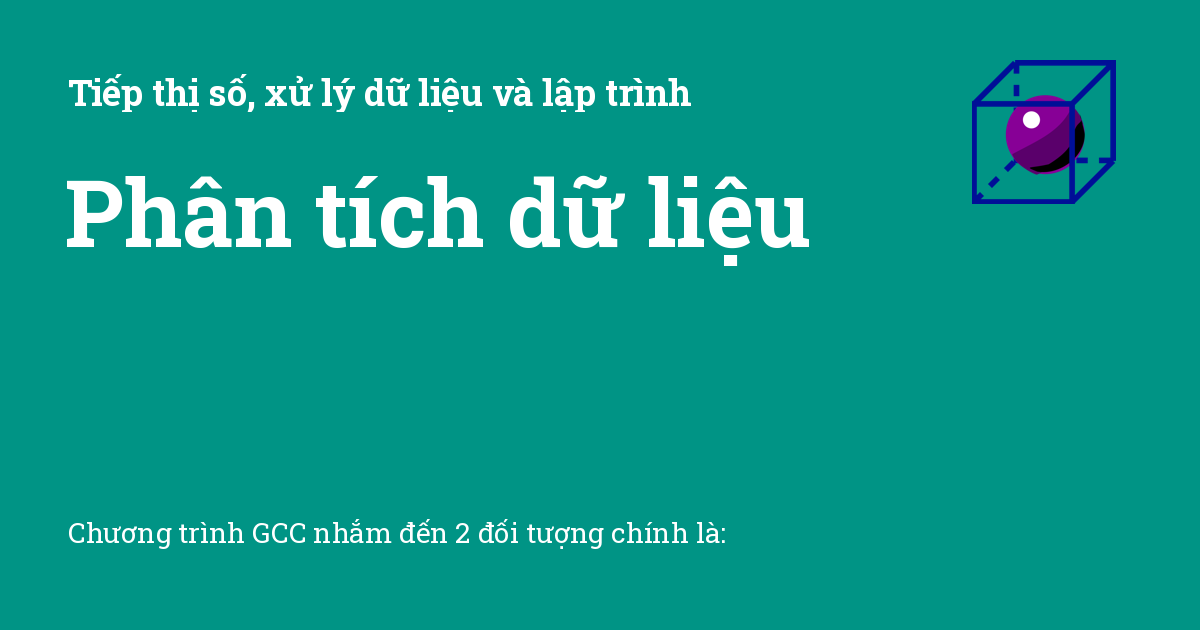 Tiếp thị số, xử lý dữ liệu và lập trình
Phân tích dữ liệu
Chương trình GCC nhắm đến 2 đối tượng chính là: